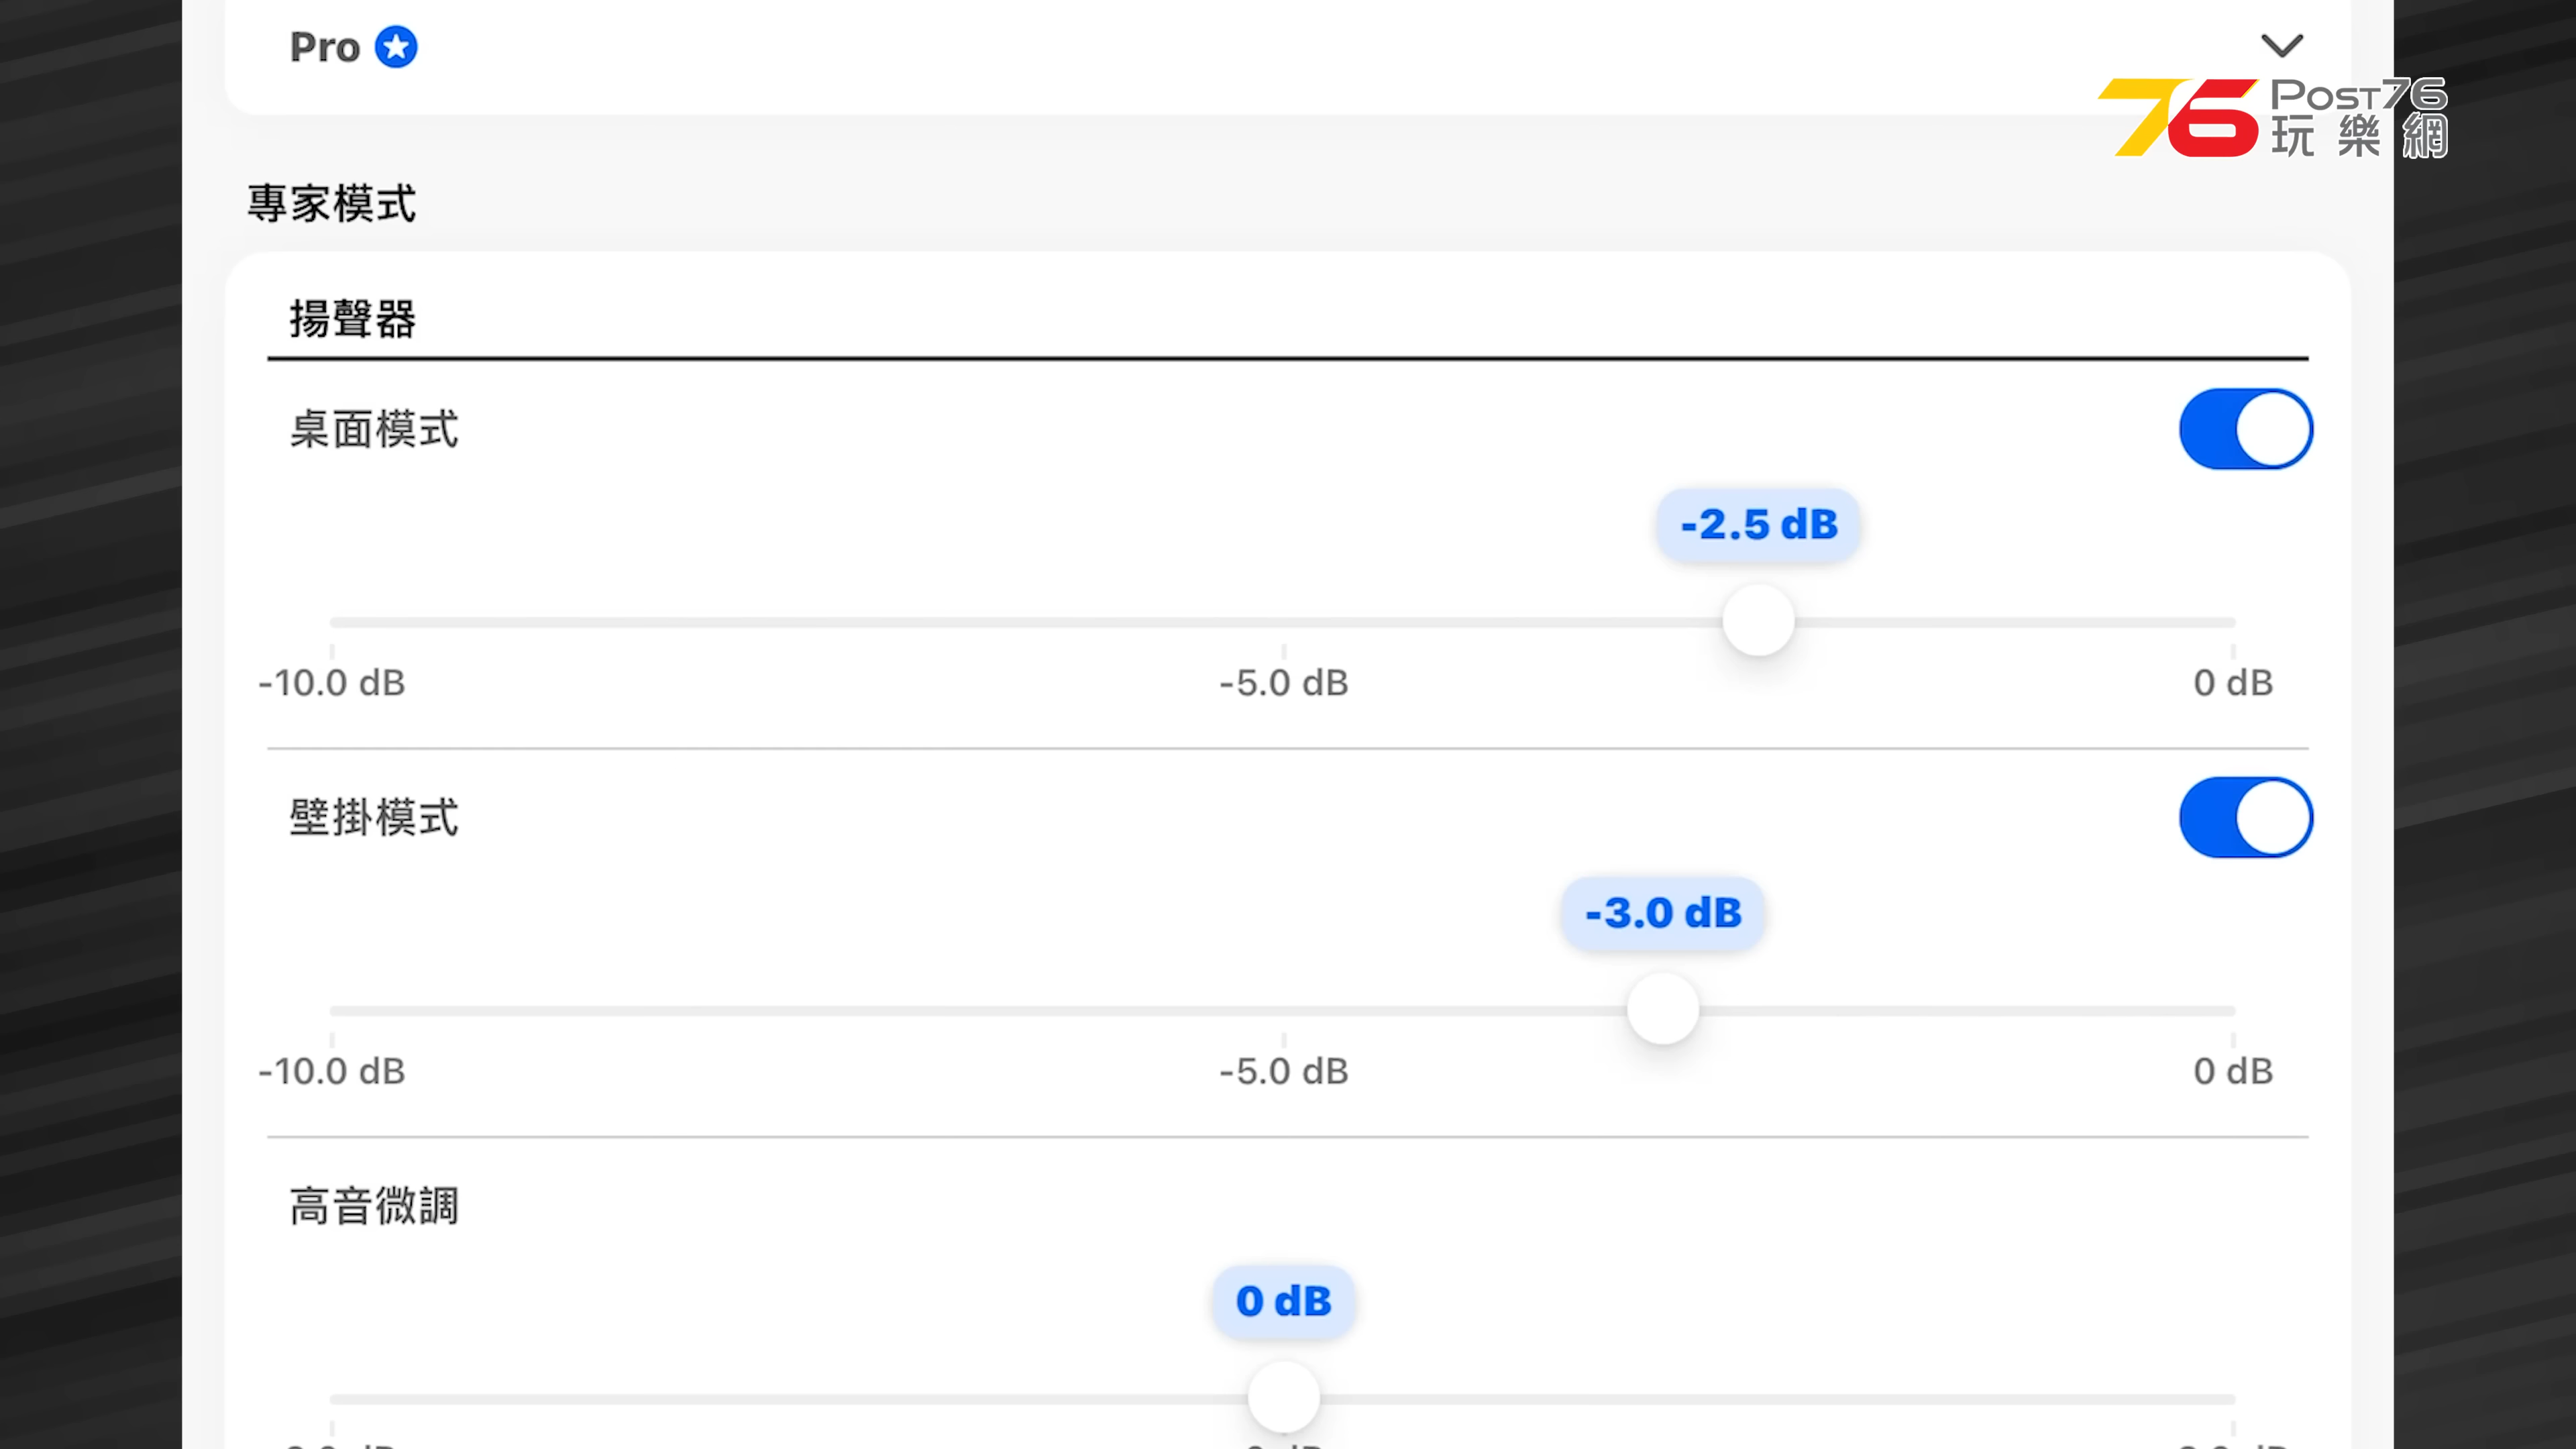 Pro
76 Post76
玩樂網
專家模式
揚聲器
桌面模式
-2.5 dB
-10.0 dB -5.0 dB 0 dB
壁掛模式
-3.0 dB
-10.0 dB -5.0 dB 0 dB
高音微調
0 dB